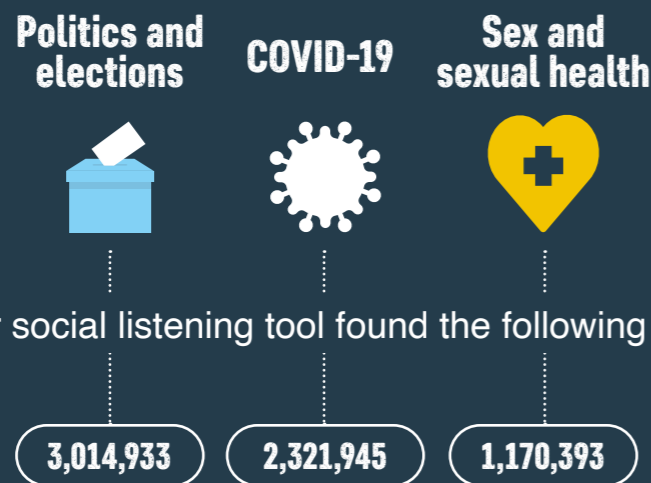 Politics and
elections
COVID-19
Sex and
sexual health
social listening tool found the following
3,014,933
2,321,945
1,170,393